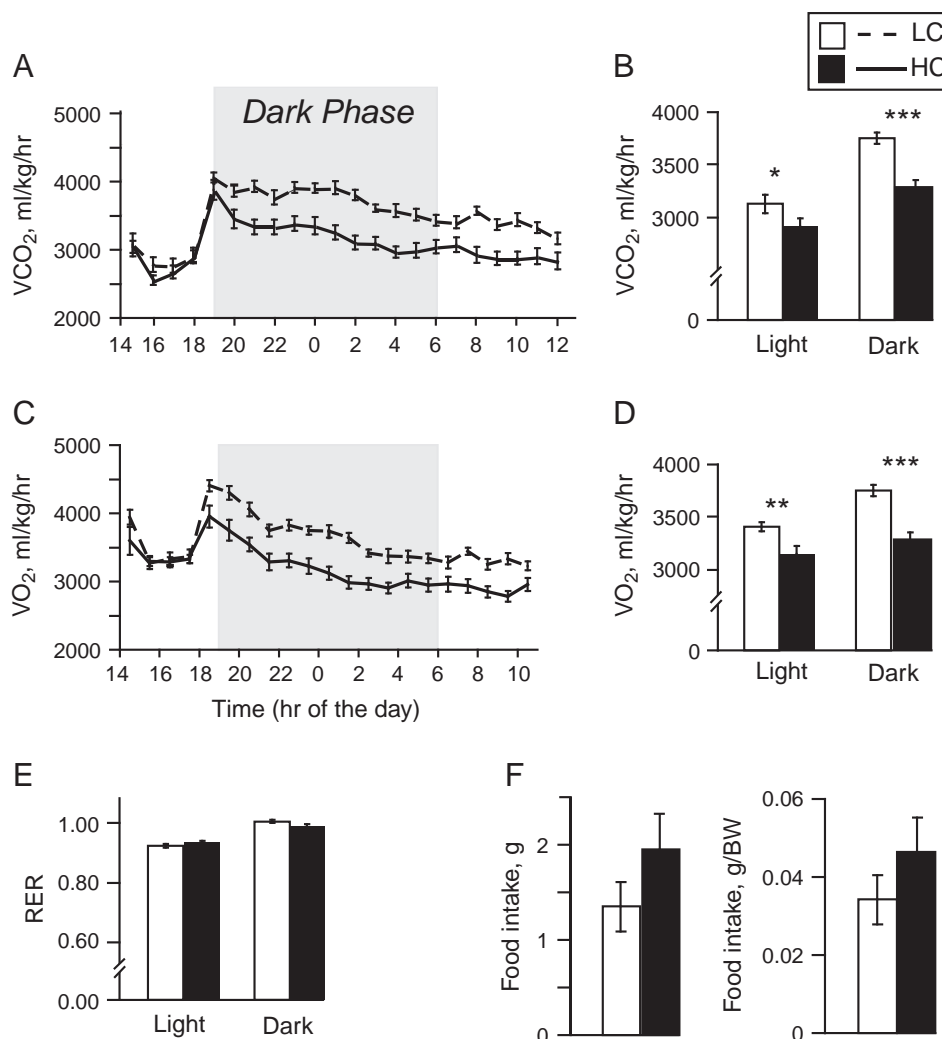 LC
HC
A
Dark Phase
VCO₂, ml/kg/hr
5000
4000
3000
2000
14 16 18 20 22 0 2 4 6 8 10 12
B
*
***
VCO₂, ml/kg/hr
4000
3500
3000
0
Light Dark
C
VO₂, ml/kg/hr
5000
4000
3000
2000
14 16 18 20 22 0 2 4 6 8 10
Time (hr of the day)
D
**
***
VO₂, ml/kg/hr
4000
3500
3000
0
Light Dark
E
RER
1.00
0.80
0.60
0.00
Light Dark
F
Food intake, g
2
1
0
Food intake, g/BW
0.06
0.04
0.02
0